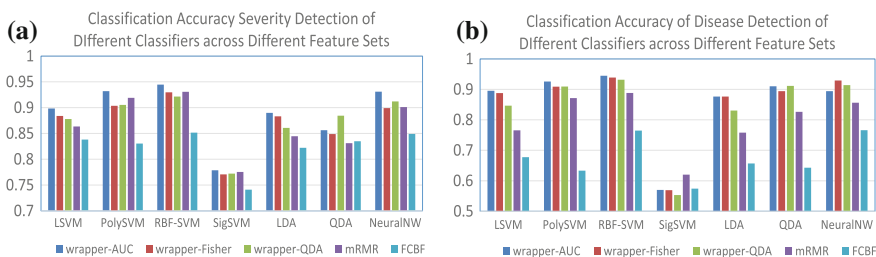 (a)
Classification Accuracy Severity Detection of
DIfferent Classifiers across Different Feature Sets
1
0.95
0.9
0.85
0.8
0.75
0.7
LSVM PolySVM RBF-SVM SigSVM LDA QDA NeuralNW
wrapper-AUC wrapper-Fisher wrapper-QDA mRMR FCBF
(b)
Classification Accuracy of Disease Detection of
DIfferent Classifiers across Different Feature Sets
1
0.9
0.8
0.7
0.6
0.5
LSVM PolySVM RBF-SVM SigSVM LDA QDA NeuralNW
wrapper-AUC wrapper-Fisher wrapper-QDA mRMR FCBF